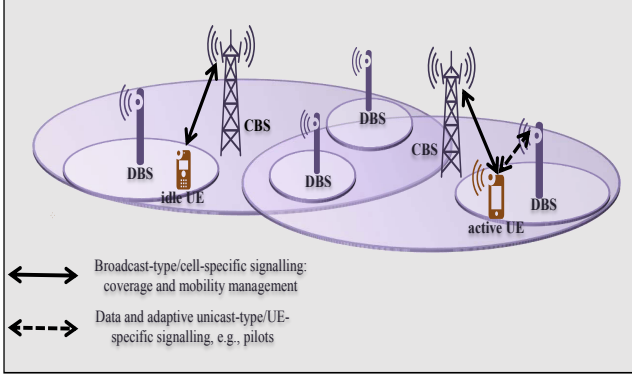 CBS
DBS
CBS
DBS
DBS
DBS
idle UE
active UE
Broadcast-type/cell-specific signalling:
coverage and mobility management
Data and adaptive unicast-type/UE-
specific signalling, e.g., pilots